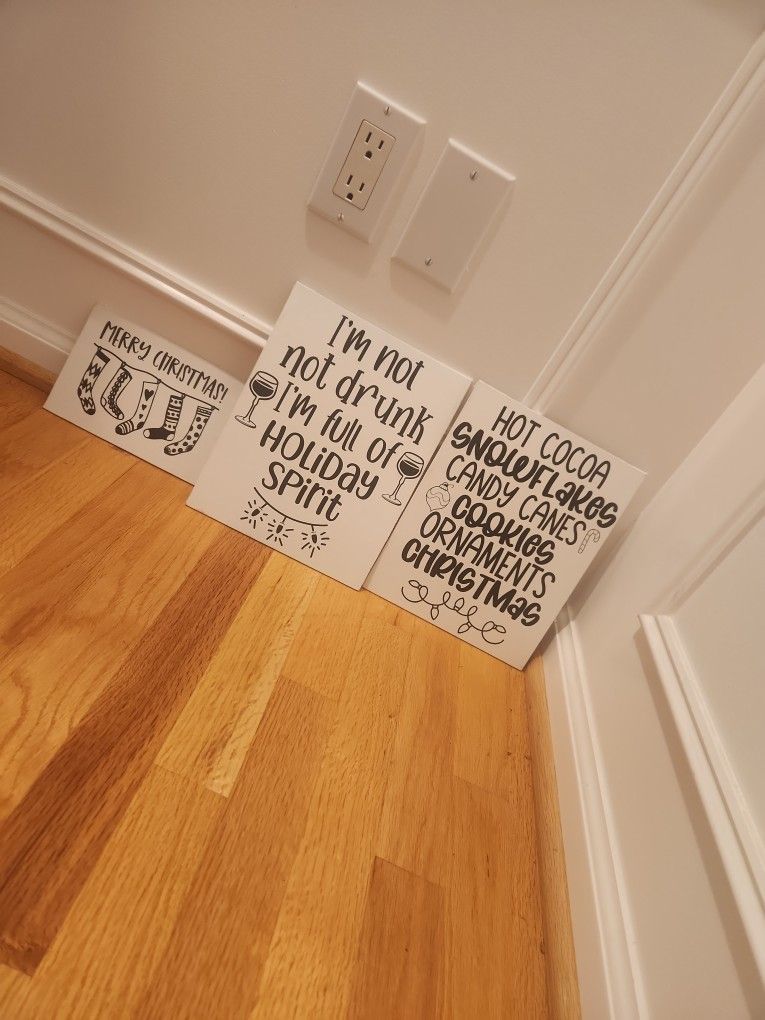 MERRY CHRISTMAS!
I'm not
not drunk
I'm full of
HOLIDAY
SPIRIT
HOT COCOA
SNOWFLAKES
CANDY CANES
COOKIES
ORNAMENTS
CHRISTMAS